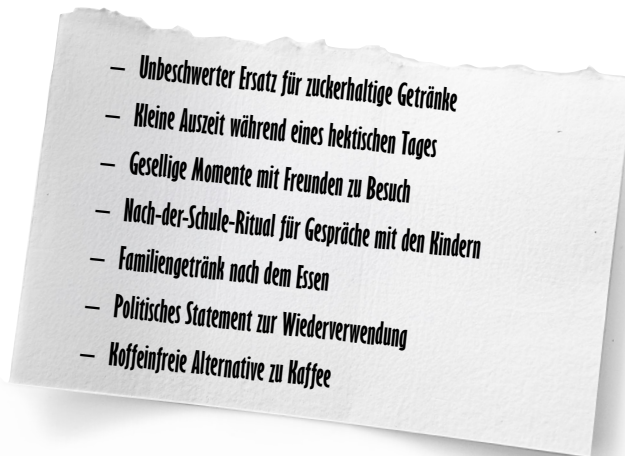 – Unbeschwerter Ersatz für zuckerhaltige Getränke
– Kleine Auszeit während eines hektischen Tages
– Gesellige Momente mit Freunden zu Besuch
– Nach-der-Schule-Ritual für Gespräche mit den Kindern
– Familiengetränk nach dem Essen
– Politisches Statement zur Wiederverwendung
– Koffeinfreie Alternative zu Kaffee